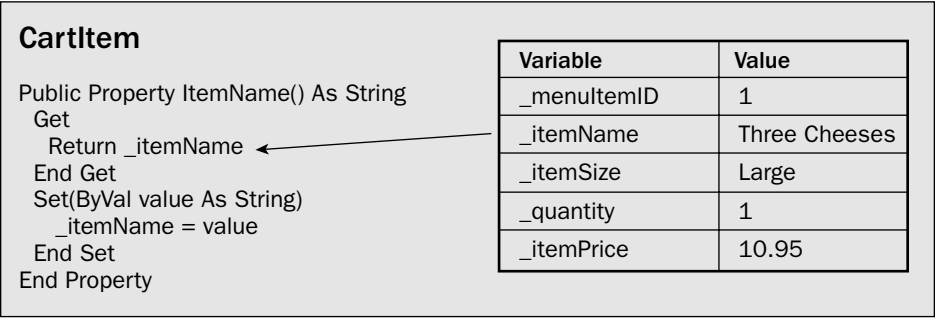 CartItem
Public Property ItemName() As String
Get
Return _itemName
End Get
Set(ByVal value As String)
_itemName = value
End Set
End Property
Variable Value
_menuItemID 1
_itemName Three Cheeses
_itemSize Large
_quantity 1
_itemPrice 10.95